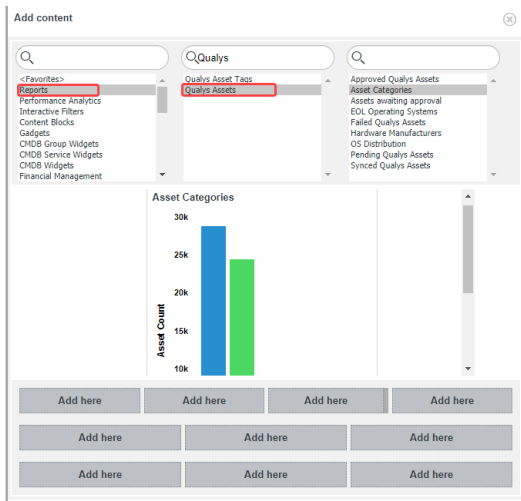 Add content
Qualys
<Favorites>
Reports
Performance Analytics
Interactive Filters
Content Blocks
Gadgets
CMDB Group Widgets
CMDB Service Widgets
CMDB Widgets
Financial Management
Qualys Asset Tags
Qualys Assets
Approved Qualys Assets
Asset Categories
Assets awaiting approval
EOL Operating Systems
Failed Qualys Assets
Hardware Manufacturers
OS Distribution
Pending Qualys Assets
Synced Qualys Assets
Asset Categories
30k
25k
20k
15k
10k
Asset Count
Add here
Add here
Add here
Add here
Add here
Add here
Add here
Add here
Add here
Add here